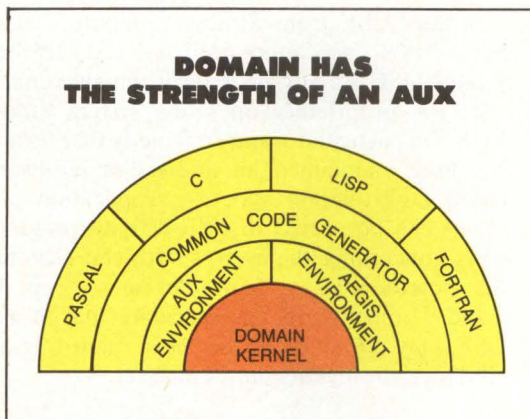 DOMAIN HAS
THE STRENGTH OF AN AUX
PASCAL
C
LISP
FORTRAN
COMMON CODE GENERATOR
AUX
ENVIRONMENT
AEGIS
ENVIRONMENT
DOMAIN
KERNEL